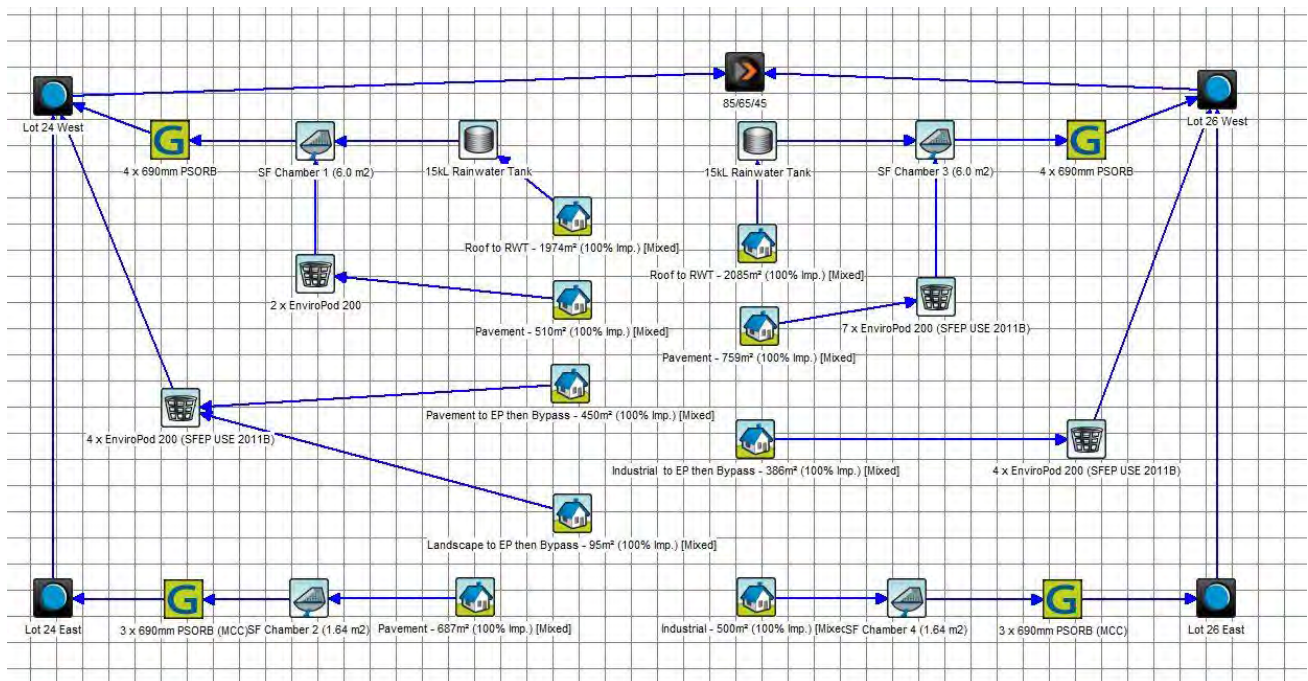 85/65/45
Lot 24 West
Lot 26 West
4 x 690mm PSORB
SF Chamber 1 (6.0 m2)
15kL Rainwater Tank
15kL Rainwater Tank
SF Chamber 3 (6.0 m2)
4 x 690mm PSORB
Roof to RWT - 1974m² (100% Imp.) [Mixed]
Roof to RWT - 2085m² (100% Imp.) [Mixed]
2 x EnviroPod 200
Pavement - 510m² (100% Imp.) [Mixed]
7 x EnviroPod 200 (SFEP USE 2011B)
Pavement - 759m² (100% Imp.) [Mixed]
Pavement to EP then Bypass - 450m² (100% Imp.) [Mixed]
4 x EnviroPod 200 (SFEP USE 2011B)
Industrial to EP then Bypass - 386m² (100% Imp.) [Mixed]
4 x EnviroPod 200 (SFEP USE 2011B)
Landscape to EP then Bypass - 95m² (100% Imp.) [Mixed]
Lot 24 East
G
3 x 690mm PSORB (MCC)
SF Chamber 2 (1.64 m2)
Pavement - 687m² (100% Imp.) [Mixed]
Industrial - 500m² (100% Imp.) [Mixed
SF Chamber 4 (1.64 m2)
G
3 x 690mm PSORB (MCC)
Lot 26 East
G
G